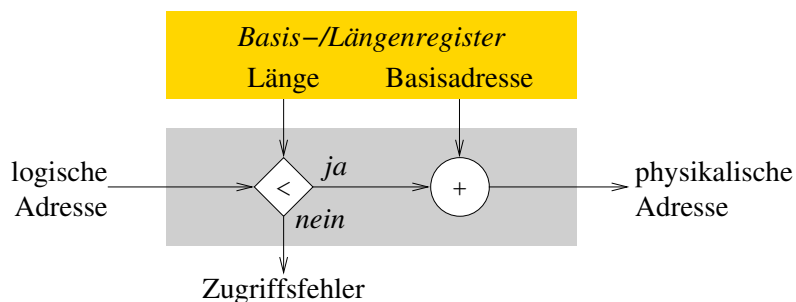 Basis−/Längenregister
Länge Basisadresse
logische
Adresse
<
ja
+
physikalische
Adresse
nein
Zugriffsfehler